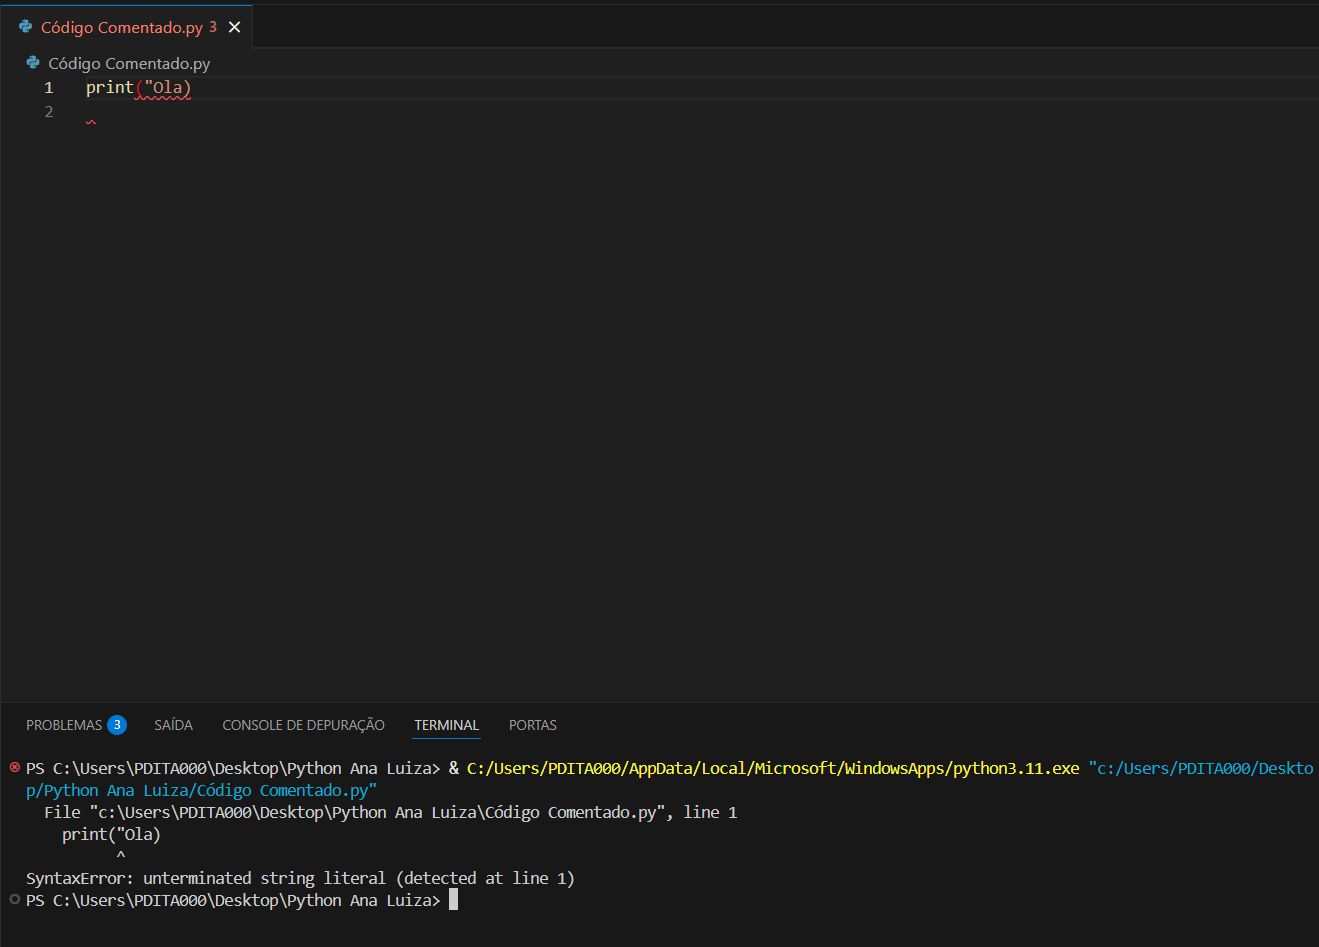 Código Comentado.py 3
Código Comentado.py
1 print("Ola)
2
PROBLEMAS 3 SAÍDA CONSOLE DE DEPURAÇÃO TERMINAL PORTAS
PS C:\Users\PDITA000\Desktop\Python Ana Luiza> & C:/Users/PDITA000/AppData/Local/Microsoft/WindowsApps/python3.11.exe "c:/Users/PDITA000/Deskto
p/Python Ana Luiza/Código Comentado.py"
File "c:\Users\PDITA000\Desktop\Python Ana Luiza\Código Comentado.py", line 1
print("Ola)
^
SyntaxError: unterminated string literal (detected at line 1)
PS C:\Users\PDITA000\Desktop\Python Ana Luiza>